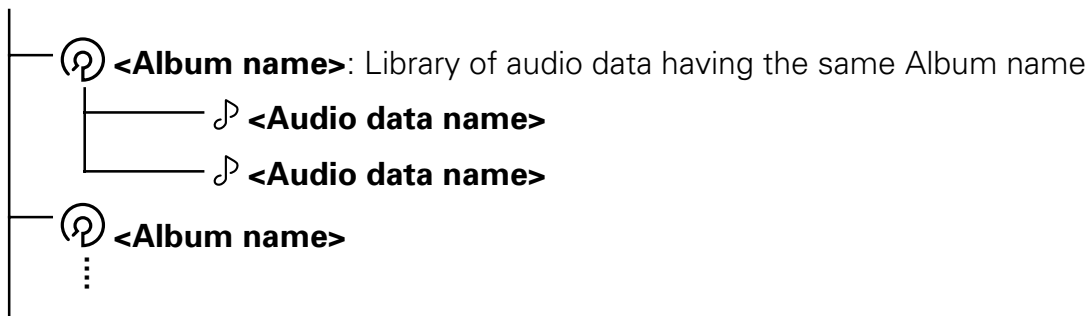 <Album name>: Library of audio data having the same Album name
<Audio data name>
<Audio data name>
<Album name>